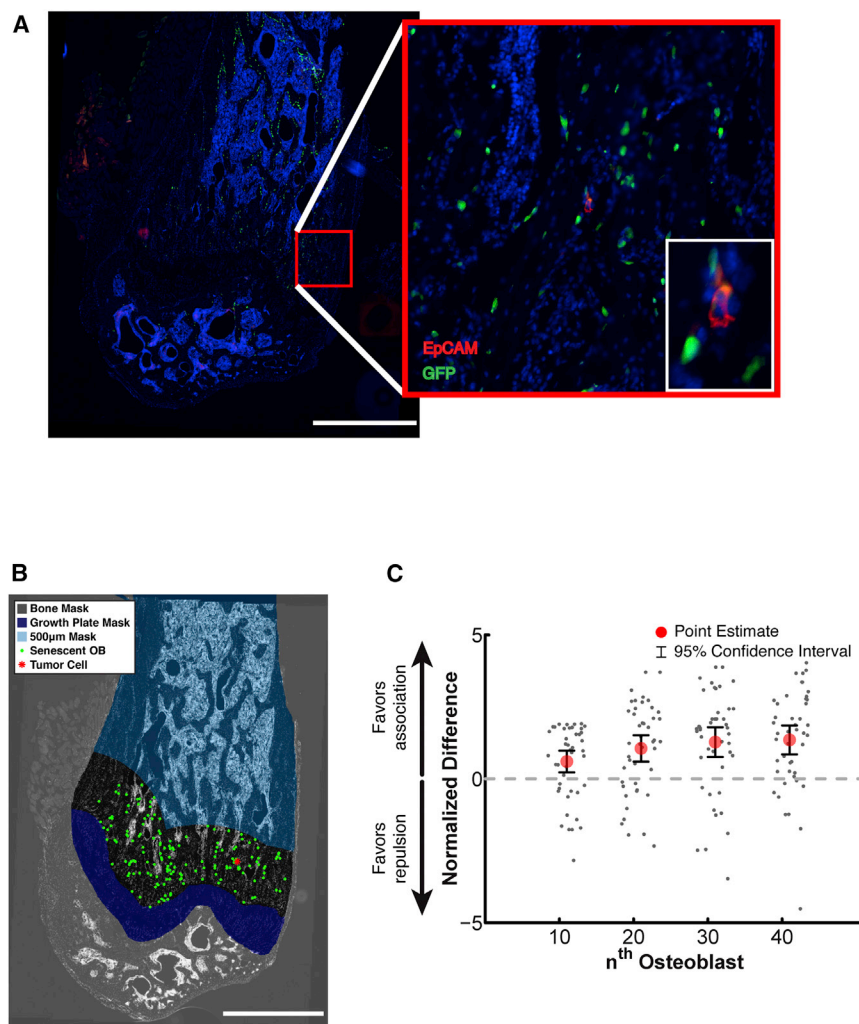 A
EpCAM
GFP
B
Bone Mask
Growth Plate Mask
500µm Mask
Senescent OB
Tumor Cell
C
Favors
association
Favors
repulsion
Normalized Difference
5
0
−5
Point Estimate
95% Confidence Interval
10 20 30 40
nth Osteoblast